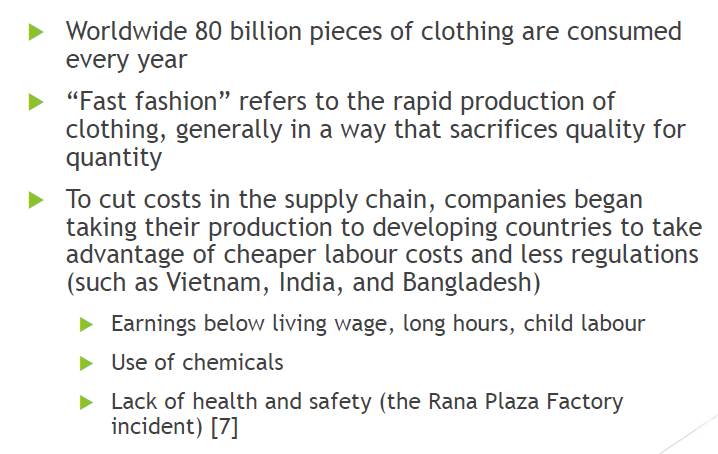 Worldwide 80 billion pieces of clothing are consumed
every year
“Fast fashion” refers to the rapid production of
clothing, generally in a way that sacrifices quality for
quantity
To cut costs in the supply chain, companies began
taking their production to developing countries to take
advantage of cheaper labour costs and less regulations
(such as Vietnam, India, and Bangladesh)
Earnings below living wage, long hours, child labour
Use of chemicals
Lack of health and safety (the Rana Plaza Factory
incident) [7]